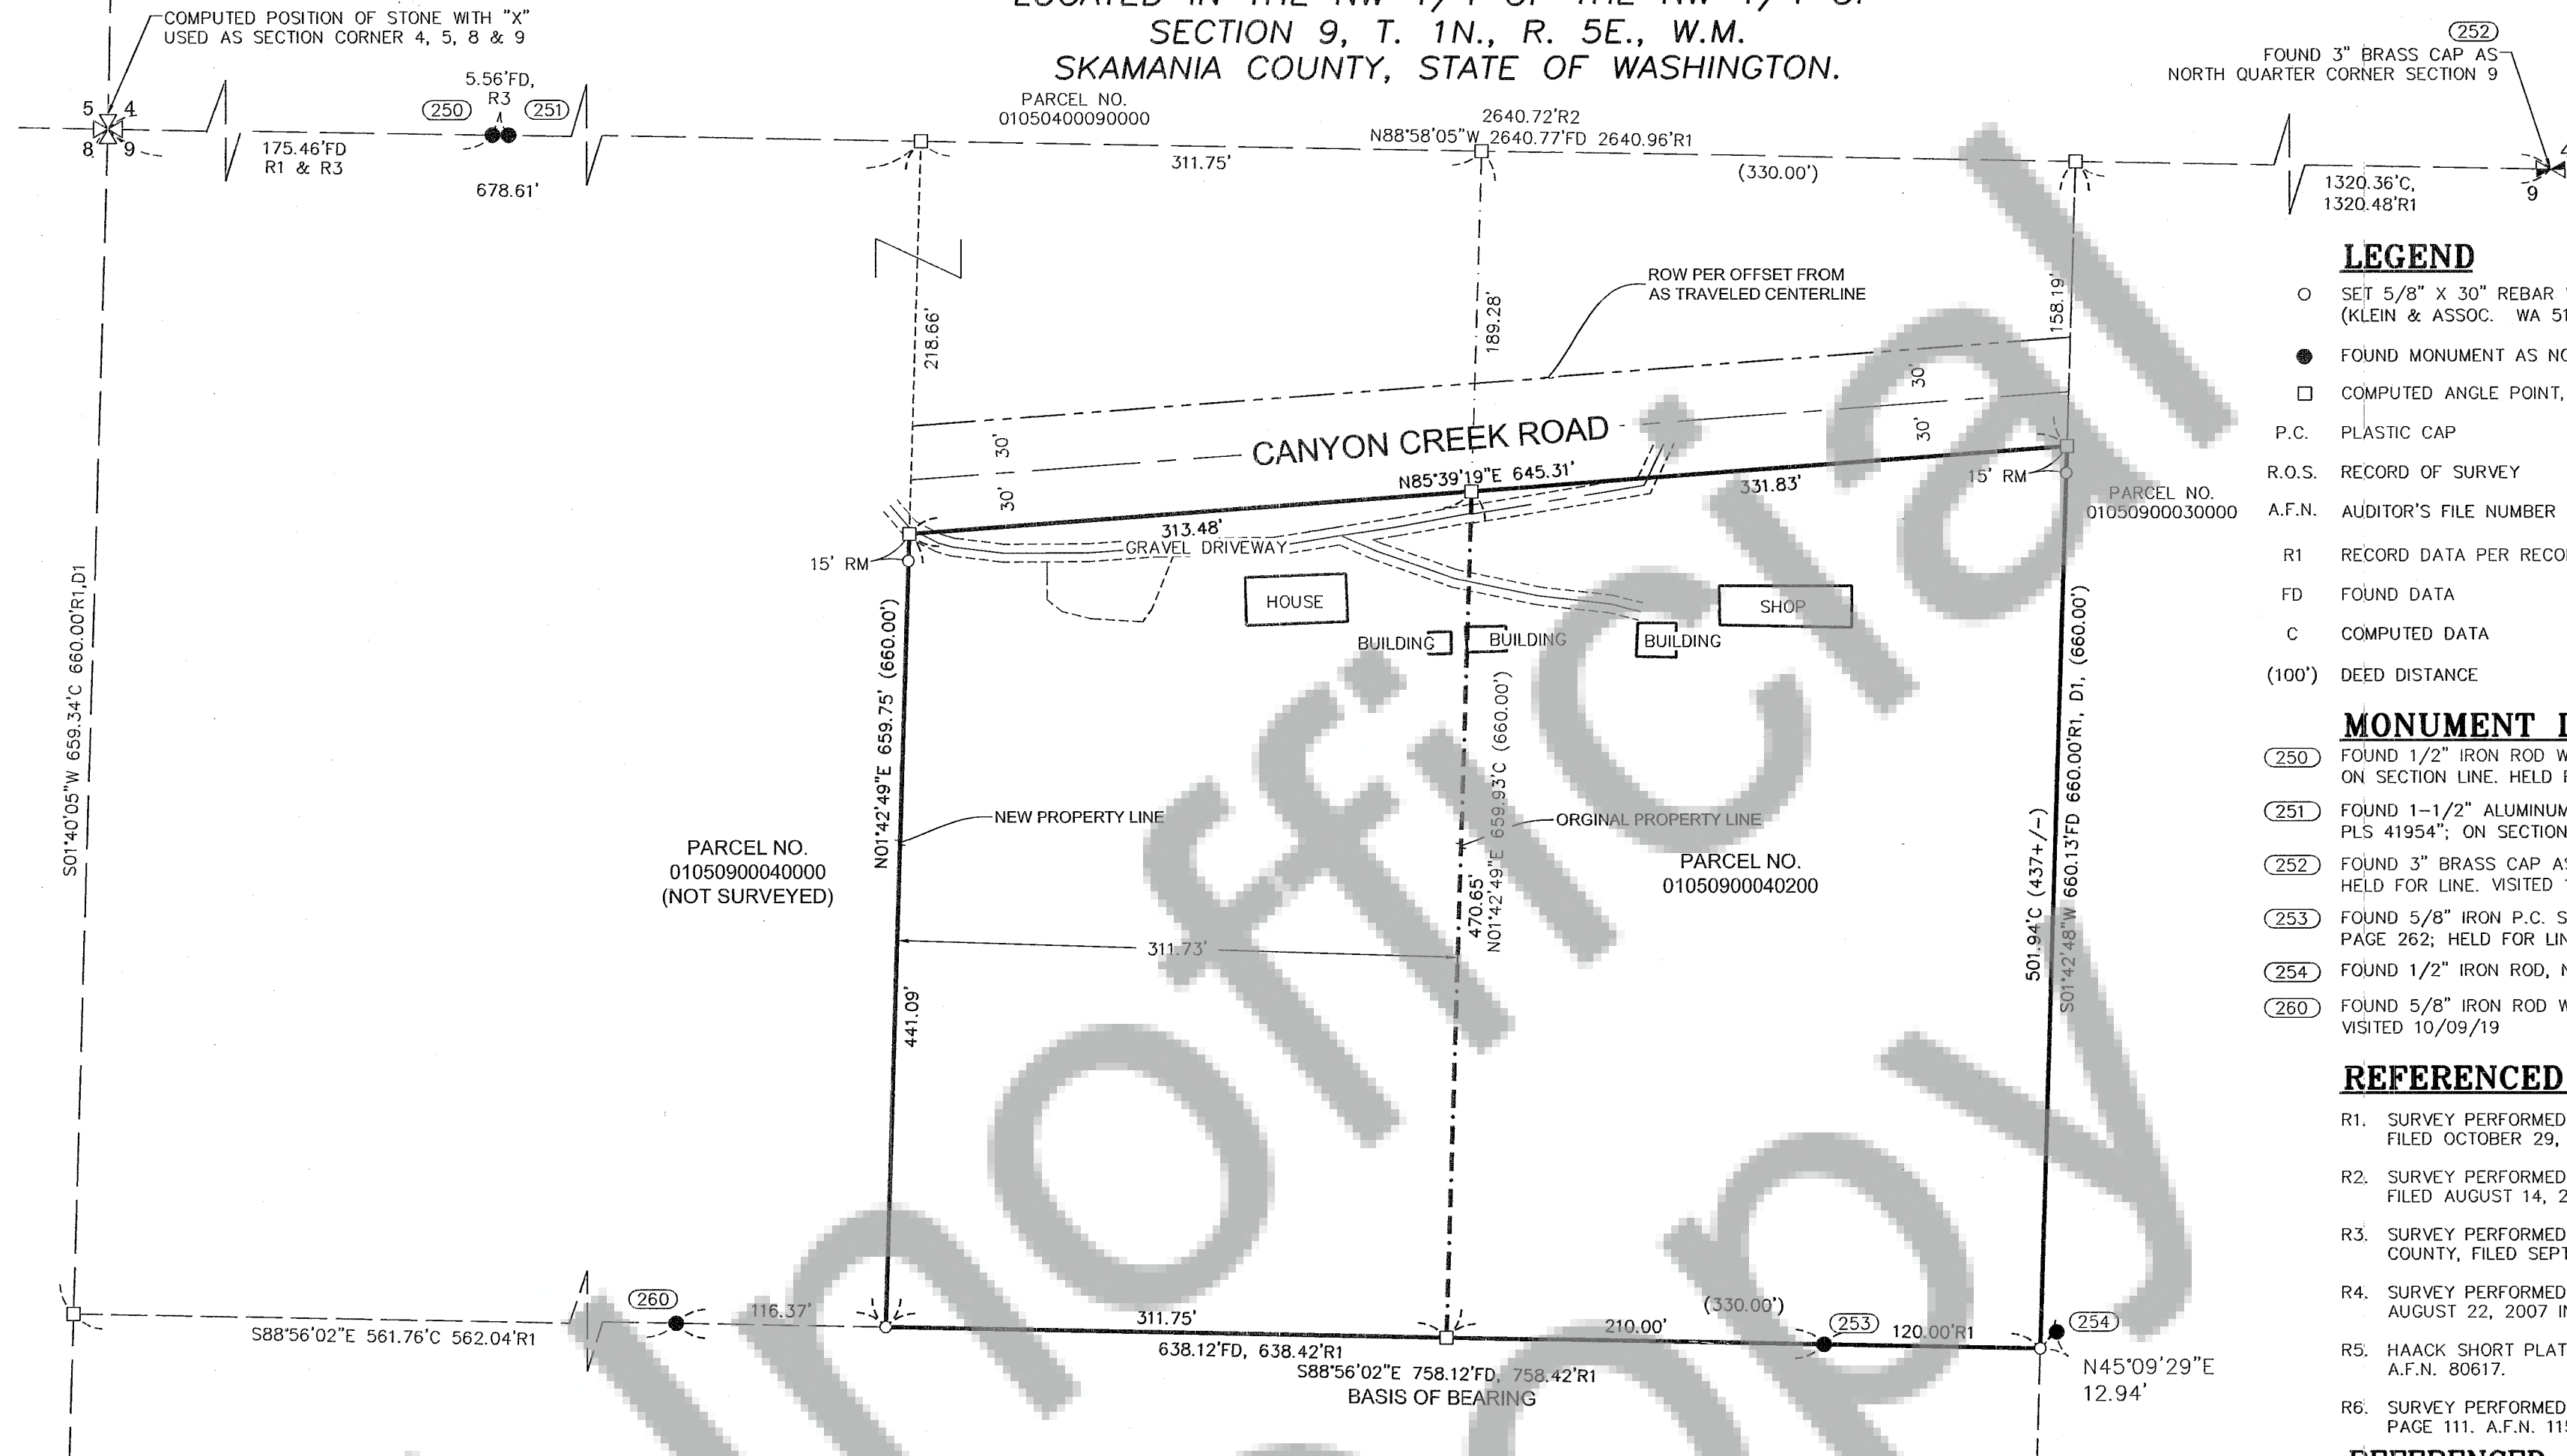 COMPUTED POSITION OF STONE WITH "X"
USED AS SECTION CORNER 4, 5, 8 & 9
SECTION 9, T. 1N., R. 5E., W.M.
SKAMANIA COUNTY, STATE OF WASHINGTON.
252
FOUND 3" BRASS CAP AS
NORTH QUARTER CORNER SECTION 9
5 4
8 9
5.56'FD,
R3
250
251
175.46'FD
R1 & R3
678.61'
PARCEL NO.
01050400090000
311.75'
2640.72'R2
N88°58'05"W 2640.77'FD 2640.96'R1
(330.00')
1320.36'C,
1320.48'R1
9
218.66'
189.28'
158.19'
ROW PER OFFSET FROM
AS TRAVELED CENTERLINE
30'
30'
30'
30'
CANYON CREEK ROAD
N85°39'19"E 645.31'
313.48'
331.83'
15' RM
15' RM
GRAVEL DRIVEWAY
HOUSE
SHOP
BUILDING
BUILDING
BUILDING
PARCEL NO.
01050900030000
S01°40'05"W 659.34'C 660.00'R1,D1
N01°42'49"E 659.75' (660.00')
441.09'
NEW PROPERTY LINE
ORGINAL PROPERTY LINE
PARCEL NO.
01050900040000
(NOT SURVEYED)
PARCEL NO.
01050900040200
311.73'
470.65'
N01°42'49"E 659.93'C (660.00')
501.94'C (437+/-)
S01°42'48"W 660.13'FD 660.00'R1, D1, (660.00')
260
116.37'
S88°56'02"E 561.76'C 562.04'R1
311.75'
638.12'FD, 638.42'R1
S88°56'02"E 758.12'FD, 758.42'R1
BASIS OF BEARING
(330.00')
210.00'
253
120.00'R1
254
N45°09'29"E
12.94'
LEGEND
SET 5/8" X 30" REBAR
(KLEIN & ASSOC. WA 51
FOUND MONUMENT AS NO
COMPUTED ANGLE POINT,
P.C. PLASTIC CAP
R.O.S. RECORD OF SURVEY
A.F.N. AUDITOR'S FILE NUMBER
R1 RECORD DATA PER RECO
FD FOUND DATA
C COMPUTED DATA
(100') DEED DISTANCE
MONUMENT
250 FOUND 1/2" IRON ROD W
ON SECTION LINE. HELD
251 FOUND 1-1/2" ALUMINUM
PLS 41954"; ON SECTION
252 FOUND 3" BRASS CAP AS
HELD FOR LINE. VISITED
253 FOUND 5/8" IRON P.C. S
PAGE 262; HELD FOR LIN
254 FOUND 1/2" IRON ROD, N
260 FOUND 5/8" IRON ROD W
VISITED 10/09/19
REFERENCED
R1. SURVEY PERFORMED
FILED OCTOBER 29,
R2. SURVEY PERFORMED
FILED AUGUST 14, 2
R3. SURVEY PERFORMED
COUNTY, FILED SEPT
R4. SURVEY PERFORMED
AUGUST 22, 2007 IN
R5. HAACK SHORT PLAT
A.F.N. 80617.
R6. SURVEY PERFORMED
PAGE 111. A.F.N. 11